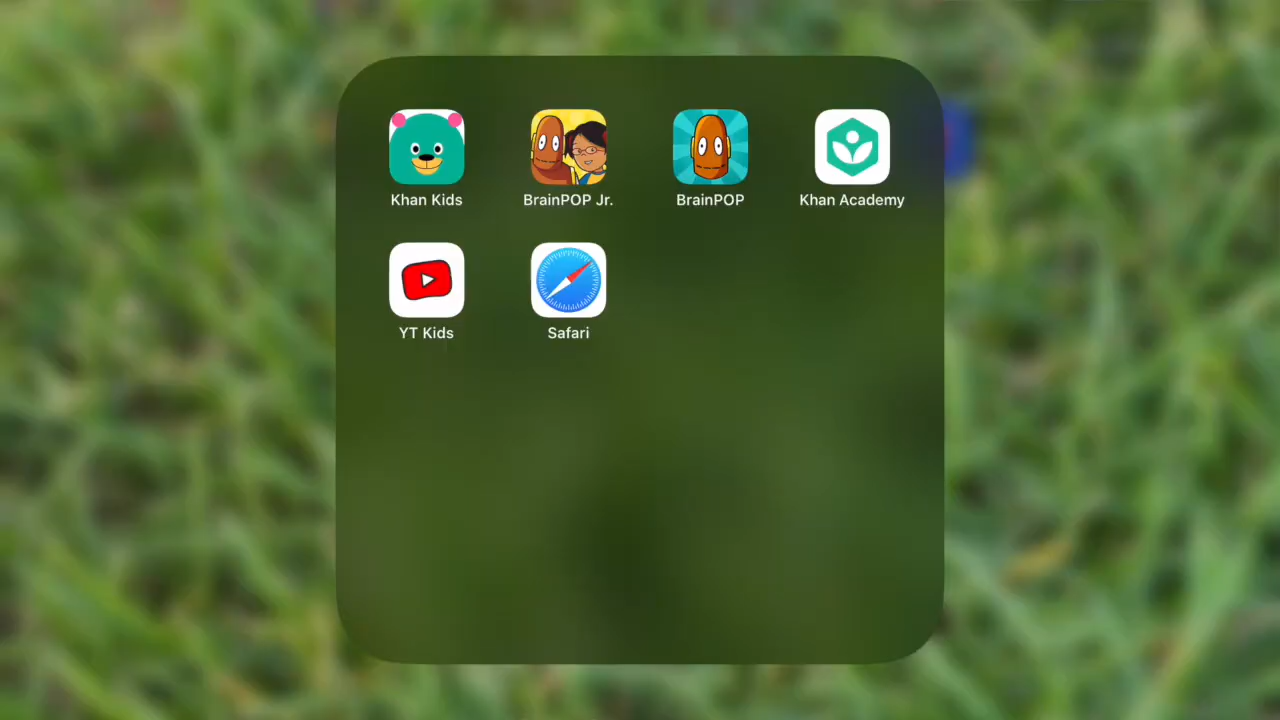 Khan Kids
BrainPOP Jr.
BrainPOP
Khan Academy
YT Kids
Safari